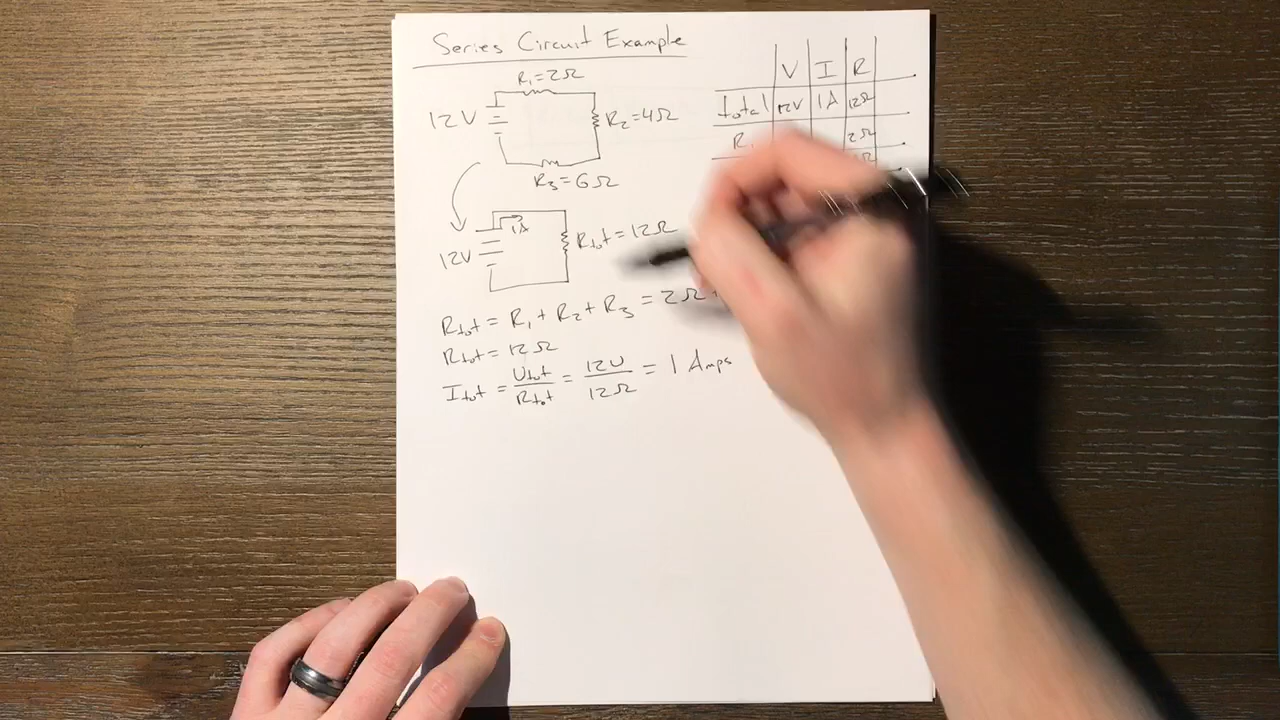 Series Circuit Example
R₁=2Ω
12V
R₂=4Ω
R₃=6Ω
V I R
total 12V 1A 12Ω
R₁ 2Ω
Ω
1A
12V
Rtot=12Ω
Rtot = R₁ + R₂ + R₃ = 2Ω +
Rtot = 12Ω
Itot = Vtot/Rtot = 12V/12Ω = 1 Amps